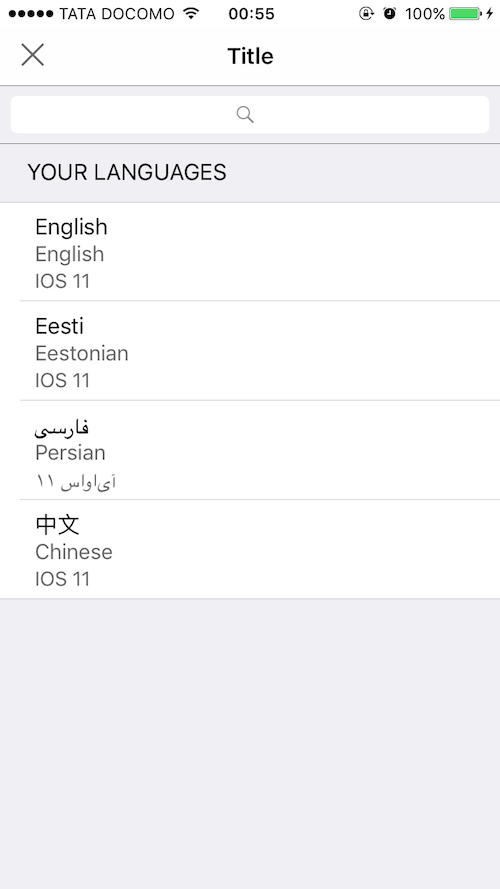 TATA DOCOMO 00:55 100%
Title
YOUR LANGUAGES
English
English
IOS 11
Eesti
Eestonian
IOS 11
فارسی
Persian
آی‌اواس ۱۱
中文
Chinese
IOS 11